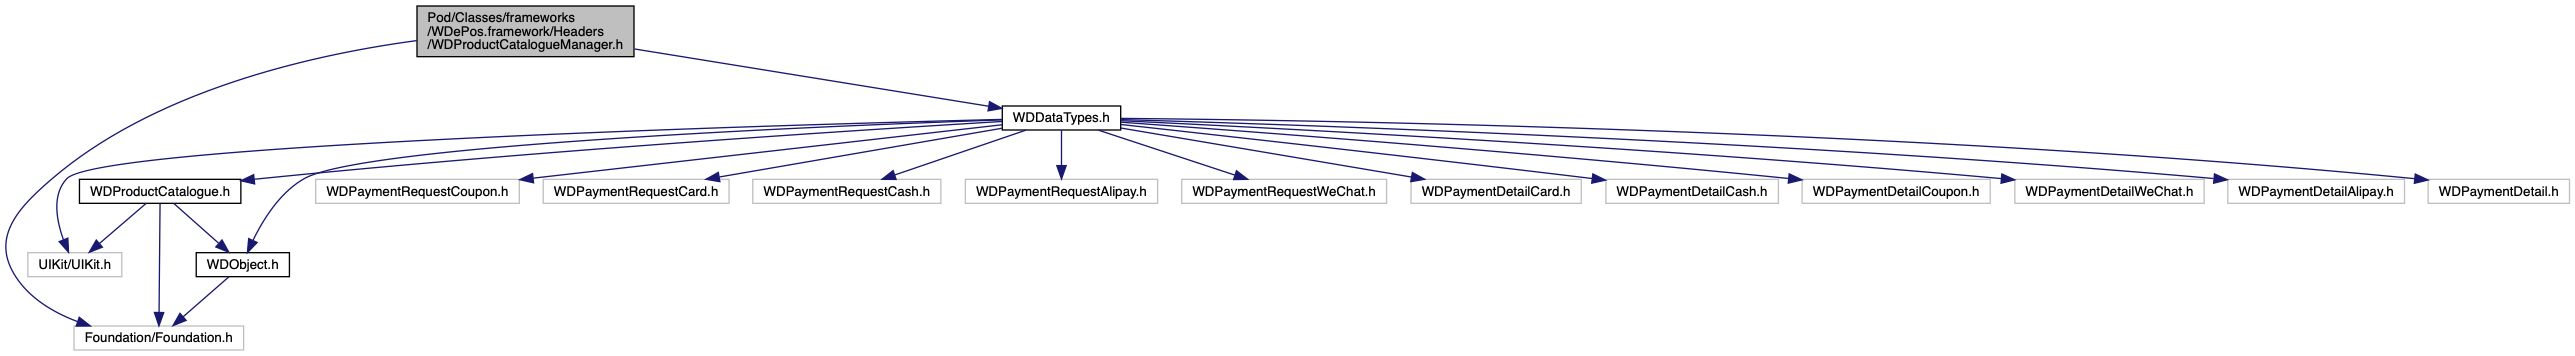 Pod/Classes/frameworks
/WDePos.framework/Headers
/WDProductCatalogueManager.h
WDDataTypes.h
WDProductCatalogue.h
WDPaymentRequestCoupon.h
WDPaymentRequestCard.h
WDPaymentRequestCash.h
WDPaymentRequestAlipay.h
WDPaymentRequestWeChat.h
WDPaymentDetailCard.h
WDPaymentDetailCash.h
WDPaymentDetailCoupon.h
WDPaymentDetailWeChat.h
WDPaymentDetailAlipay.h
WDPaymentDetail.h
UIKit/UIKit.h
WDObject.h
Foundation/Foundation.h